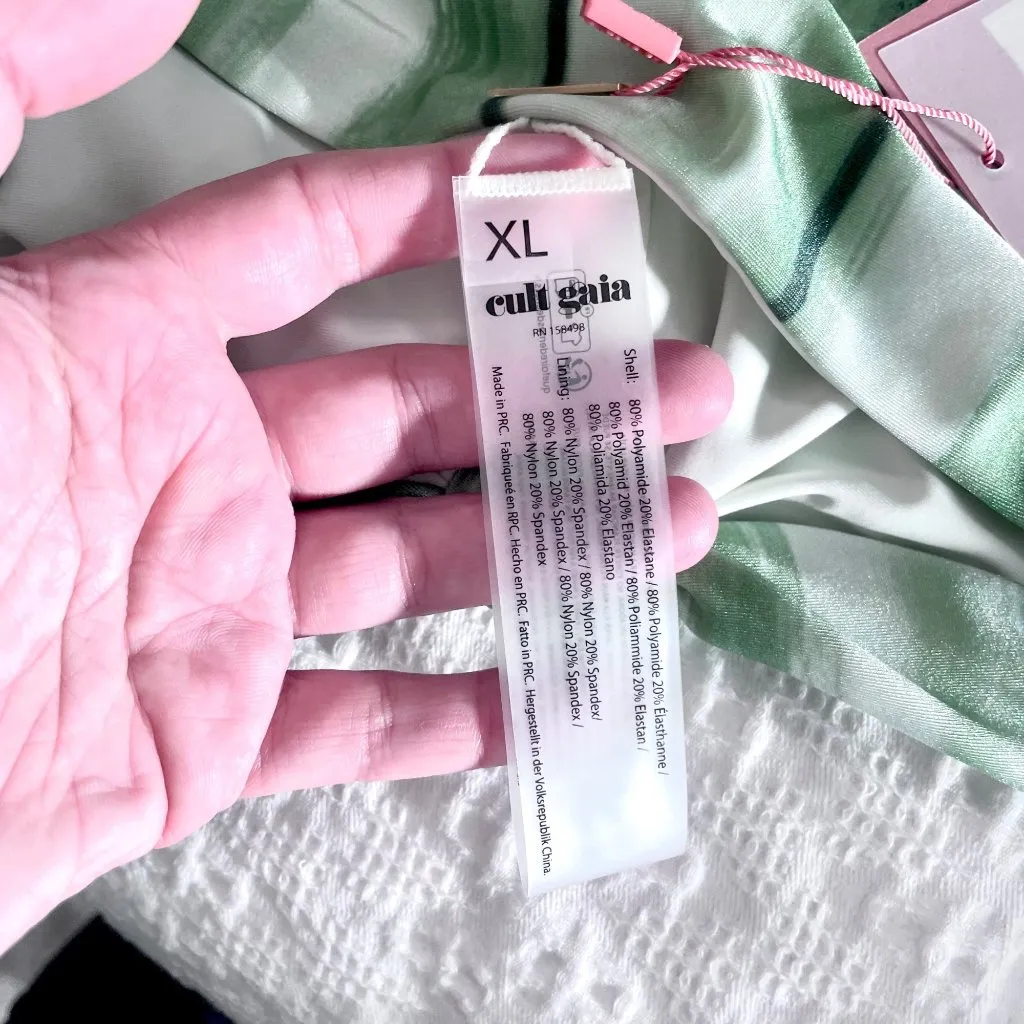 XL
cult gaia
RN 158498
Shell: 80% Polyamide 20% Elastane / 80% Polyamide 20% Élasthanne /
80% Polyamid 20% Elastan / 80% Poliammide 20% Elastan /
80% Poliamida 20% Elastano
Lining: 80% Nylon 20% Spandex / 80% Nylon 20% Spandex/
80% Nylon 20% Spandex / 80% Nylon 20% Spandex /
80% Nylon 20% Spandex
Made in PRC. Fabriqueé en RPC. Hecho en PRC. Fatto in PRC. Hergestellt in der Volksrepublik China.